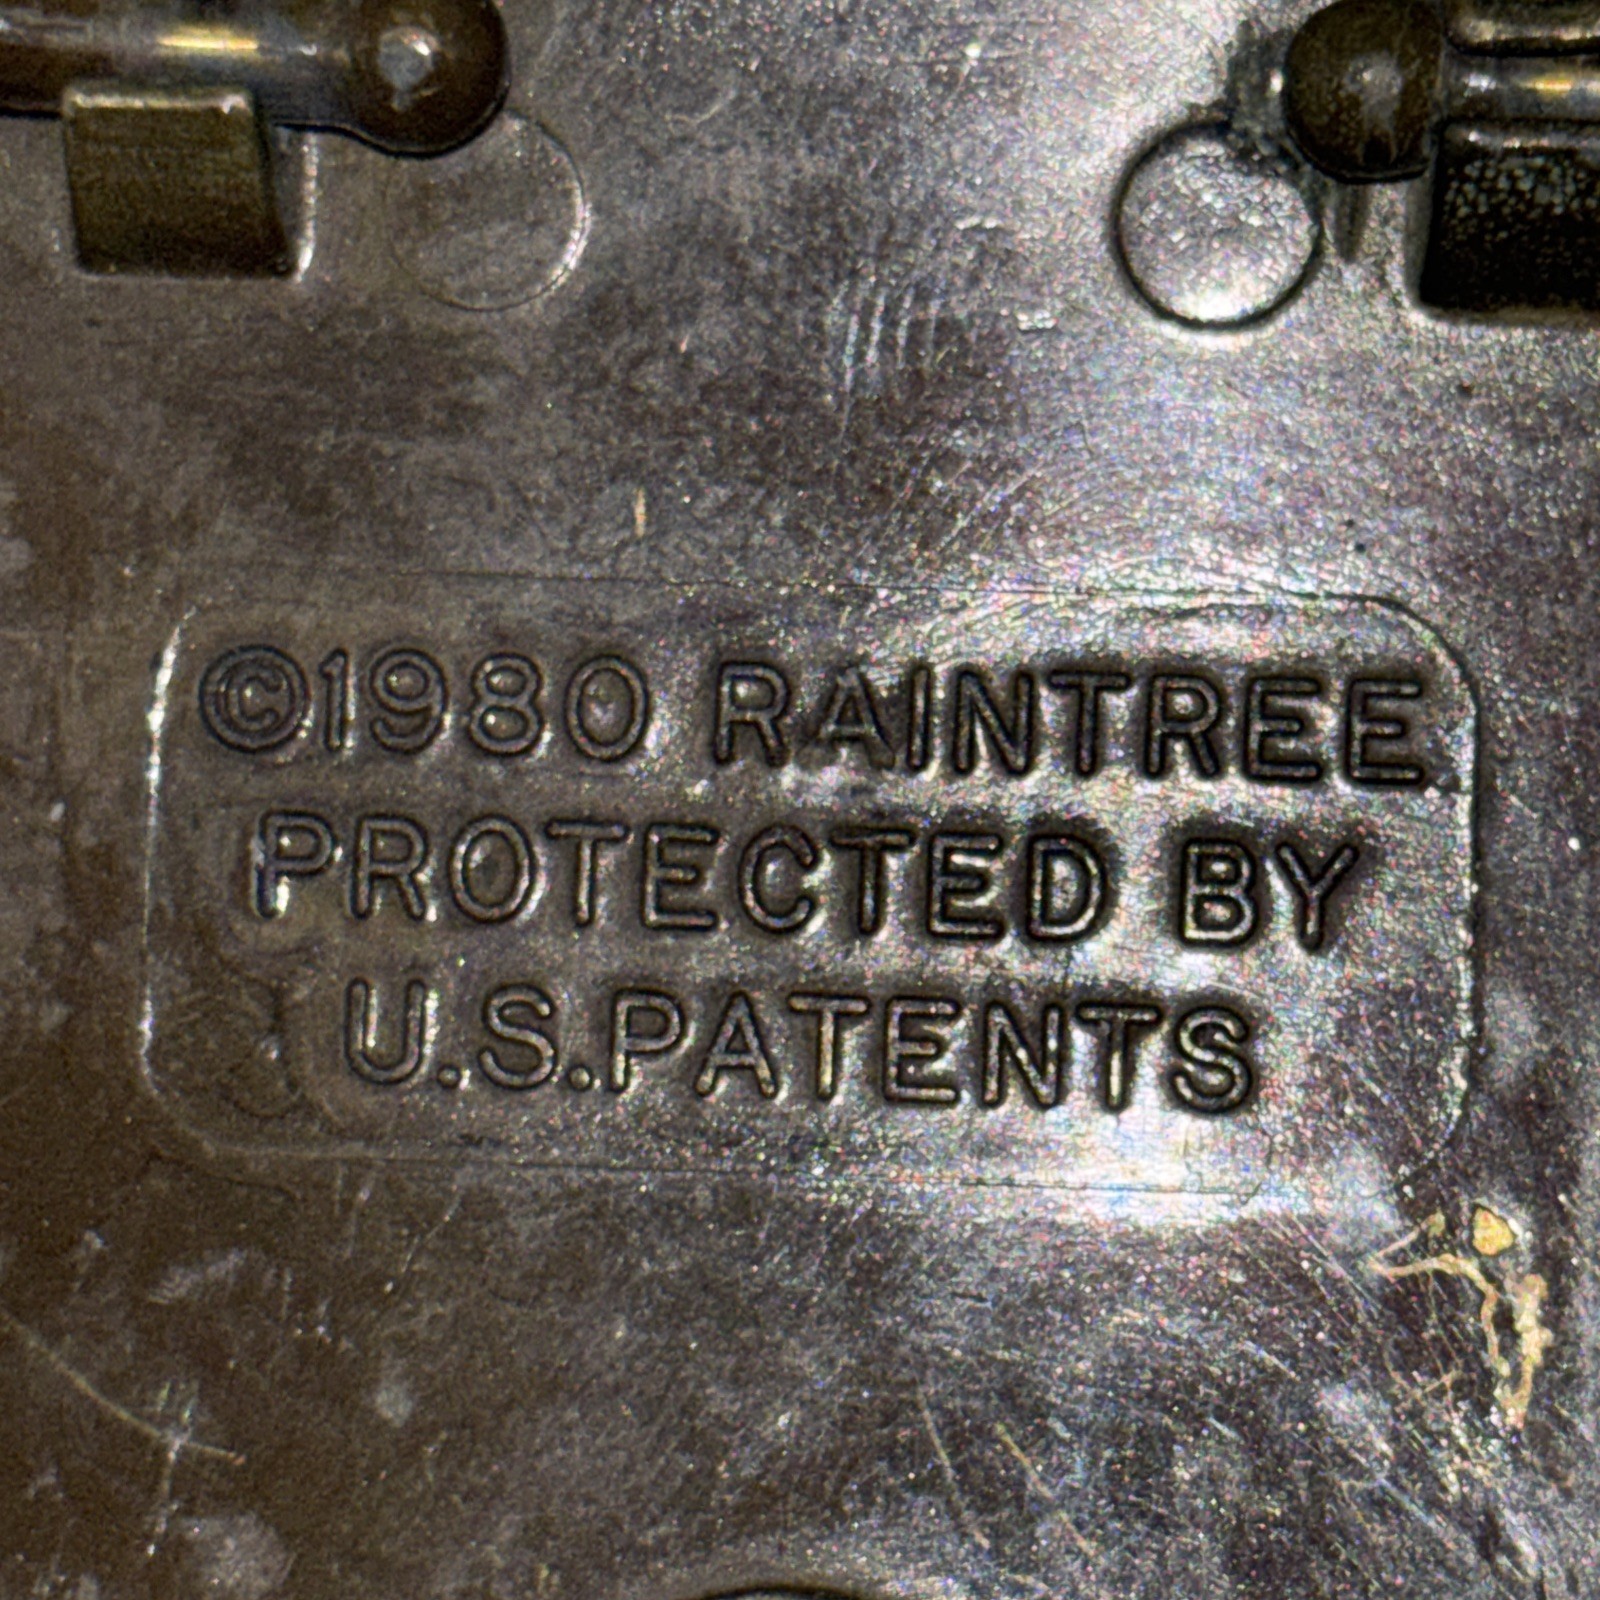 ©1980 RAINTREE
PROTECTED BY
U.S.PATENTS